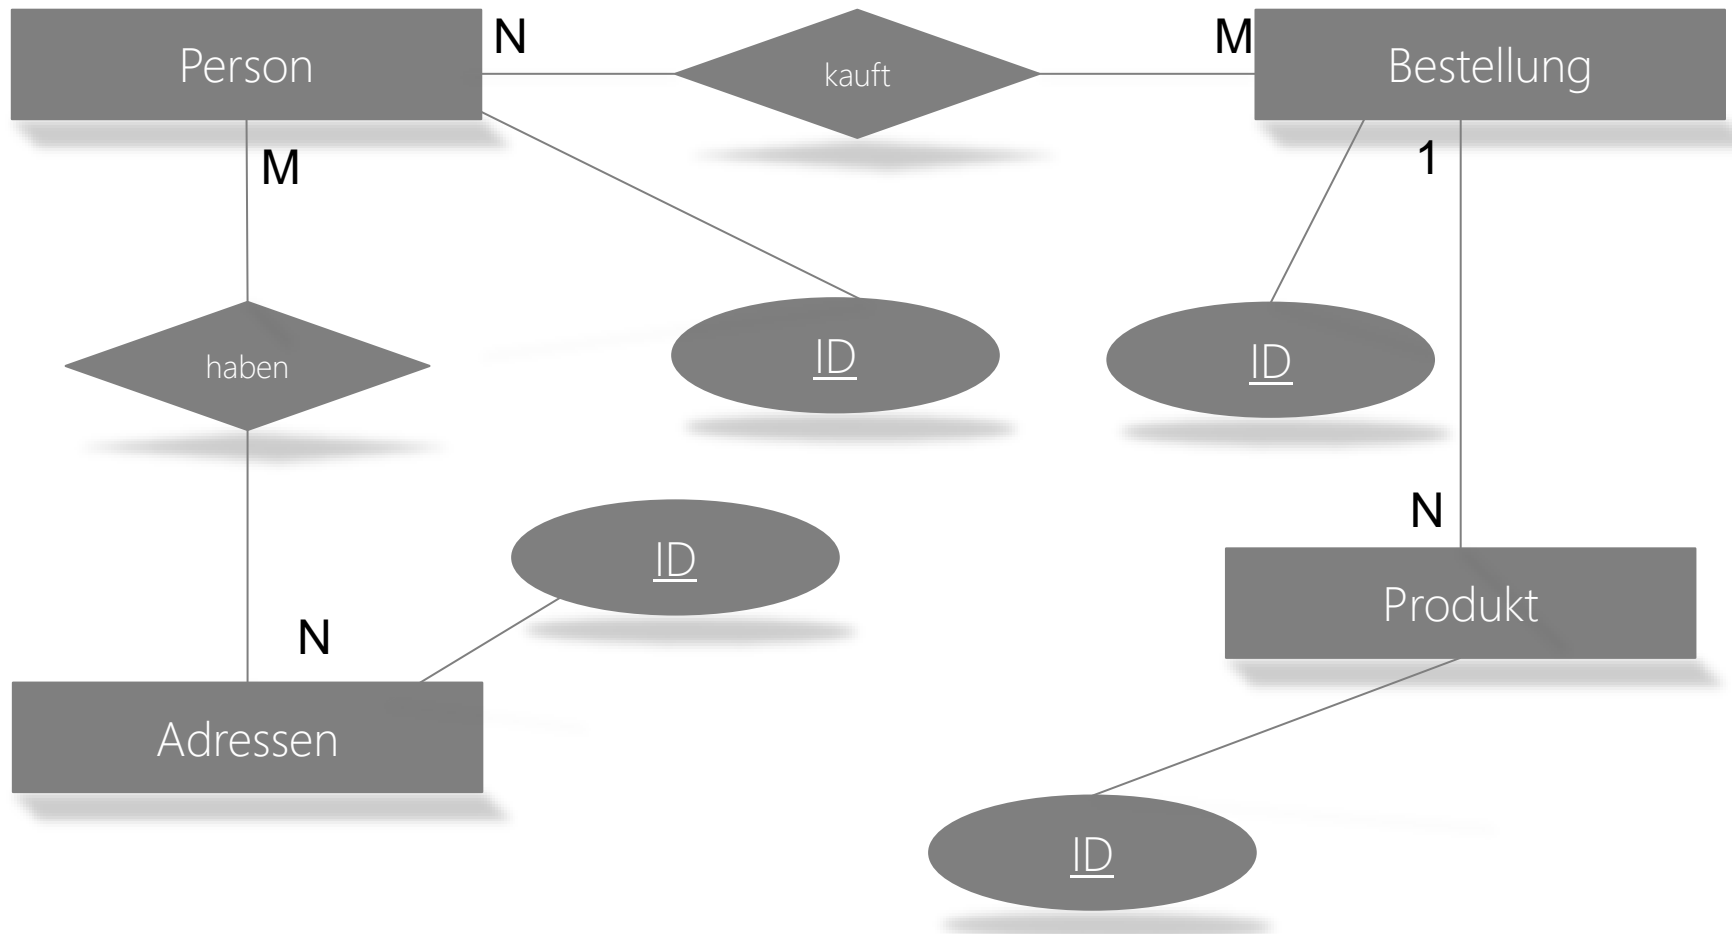 Person
N
kauft
M
Bestellung
M
1
haben
ID
ID
N
ID
N
Produkt
Adressen
ID